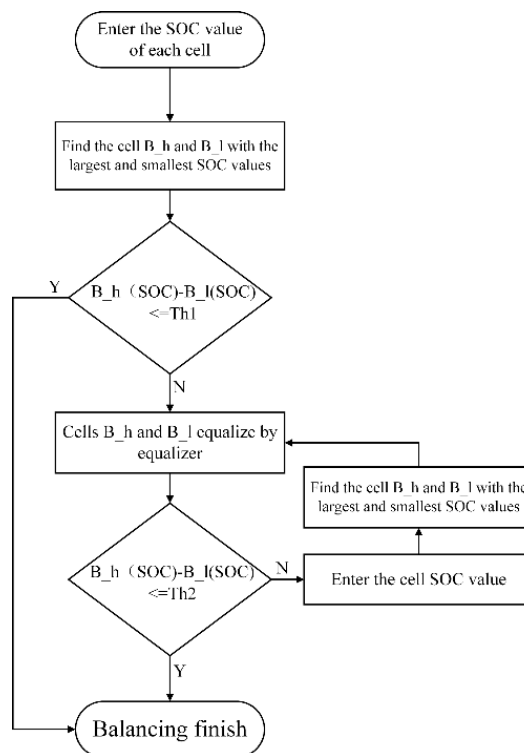 Enter the SOC value
of each cell
Find the cell B_h and B_l with the
largest and smallest SOC values
Y
B_h（SOC)-B_l(SOC)
<=Th1
N
Cells B_h and B_l equalize by
equalizer
Find the cell B_h and B_l with the
largest and smallest SOC values
B_h（SOC)-B_l(SOC)
<=Th2
N
Enter the cell SOC value
Y
Balancing finish